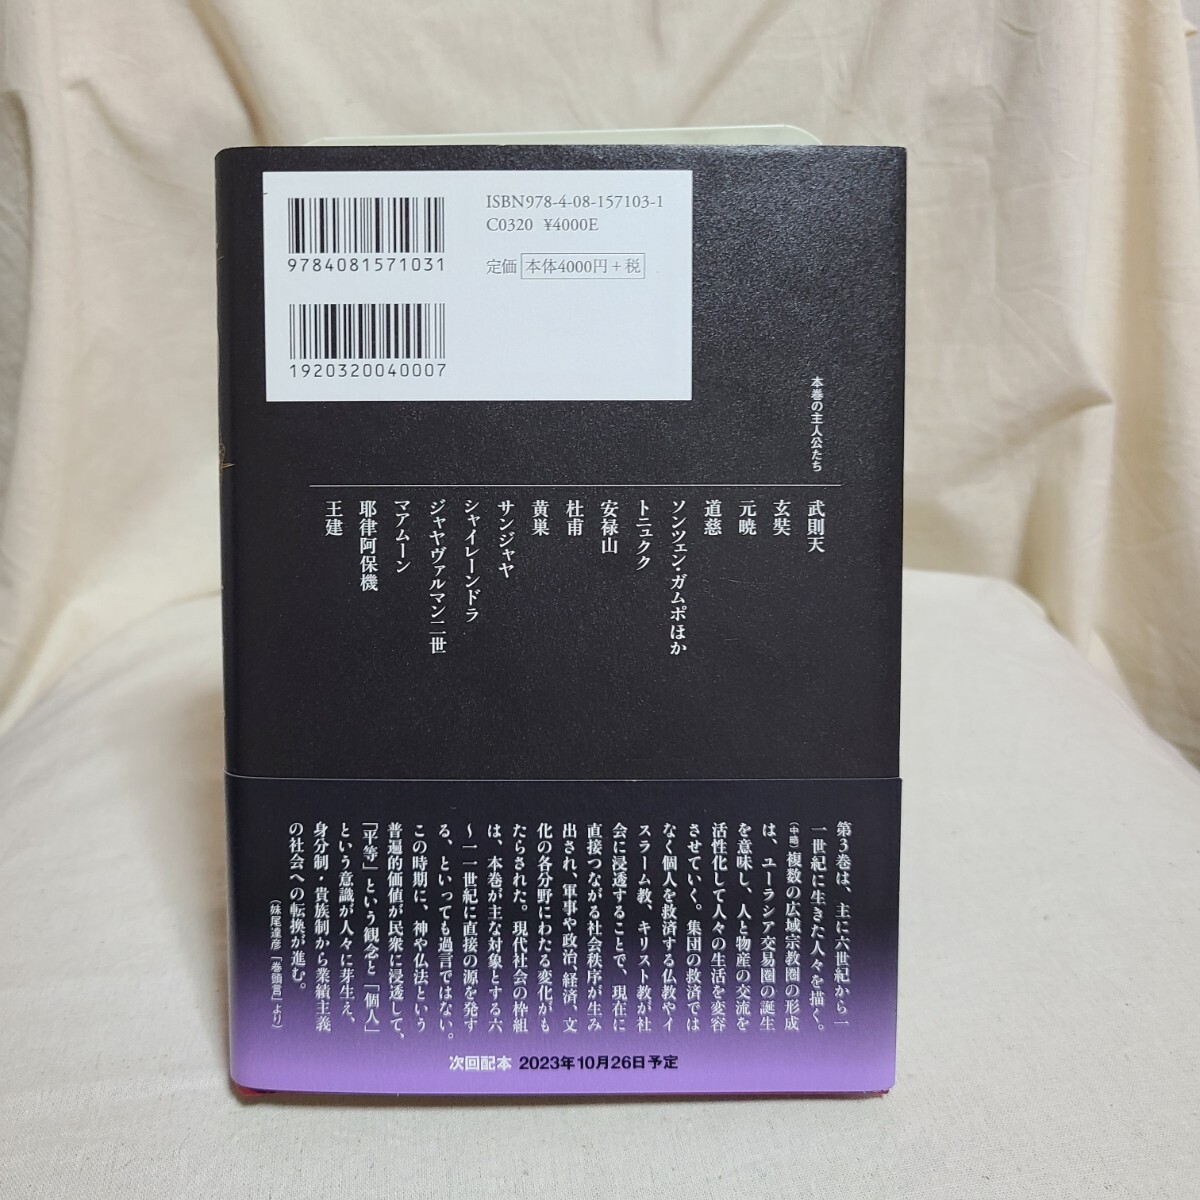 ISBN978-4-08-157103-1
C0320 ¥4000E
定価 本体4000円+税
9784081571031
1920320040007
本巻の主人公たち
武則天
玄奘
元暁
道慈
ソンツェン・ガムポほか
トニュクク
安禄山
杜甫
黄巣
サンジャヤ
シャイレーンドラ
ジャヤヴァルマン二世
マアムーン
耶律阿保機
王建
第3巻は、主に六世紀から一
一世紀に生きた人々を描く。
(中略)複数の広域宗教圏の形成
は、ユーラシア交易圏の誕生
を意味し、人と物産の交流を
活性化して人々の生活を変容
させていく。集団の救済では
なく個人を救済する仏教やイ
スラーム教、キリスト教が社
会に浸透することで、現在に
直接つながる社会秩序が生み
出され、軍事や政治、経済、文
化の各分野にわたる変化がも
たらされた。現代社会の枠組
は、本巻が主な対象とする六
〜一一世紀に直接の源を発す
る、といっても過言ではない。
この時期に、神や仏法という
普遍的価値が民衆に浸透して、
「平等」という観念と「個人」
という意識が人々に芽生え、
身分制・貴族制から業績主義
の社会への転換が進む。
(妹尾達彦「巻頭言」より)
次回配本 2023年10月26日予定